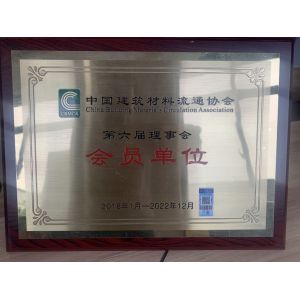 中国建筑材料流通协会
China Building Materials Circulation Association
CBMCA
第六届理事会
会员单位
2018年1月—2022年12月